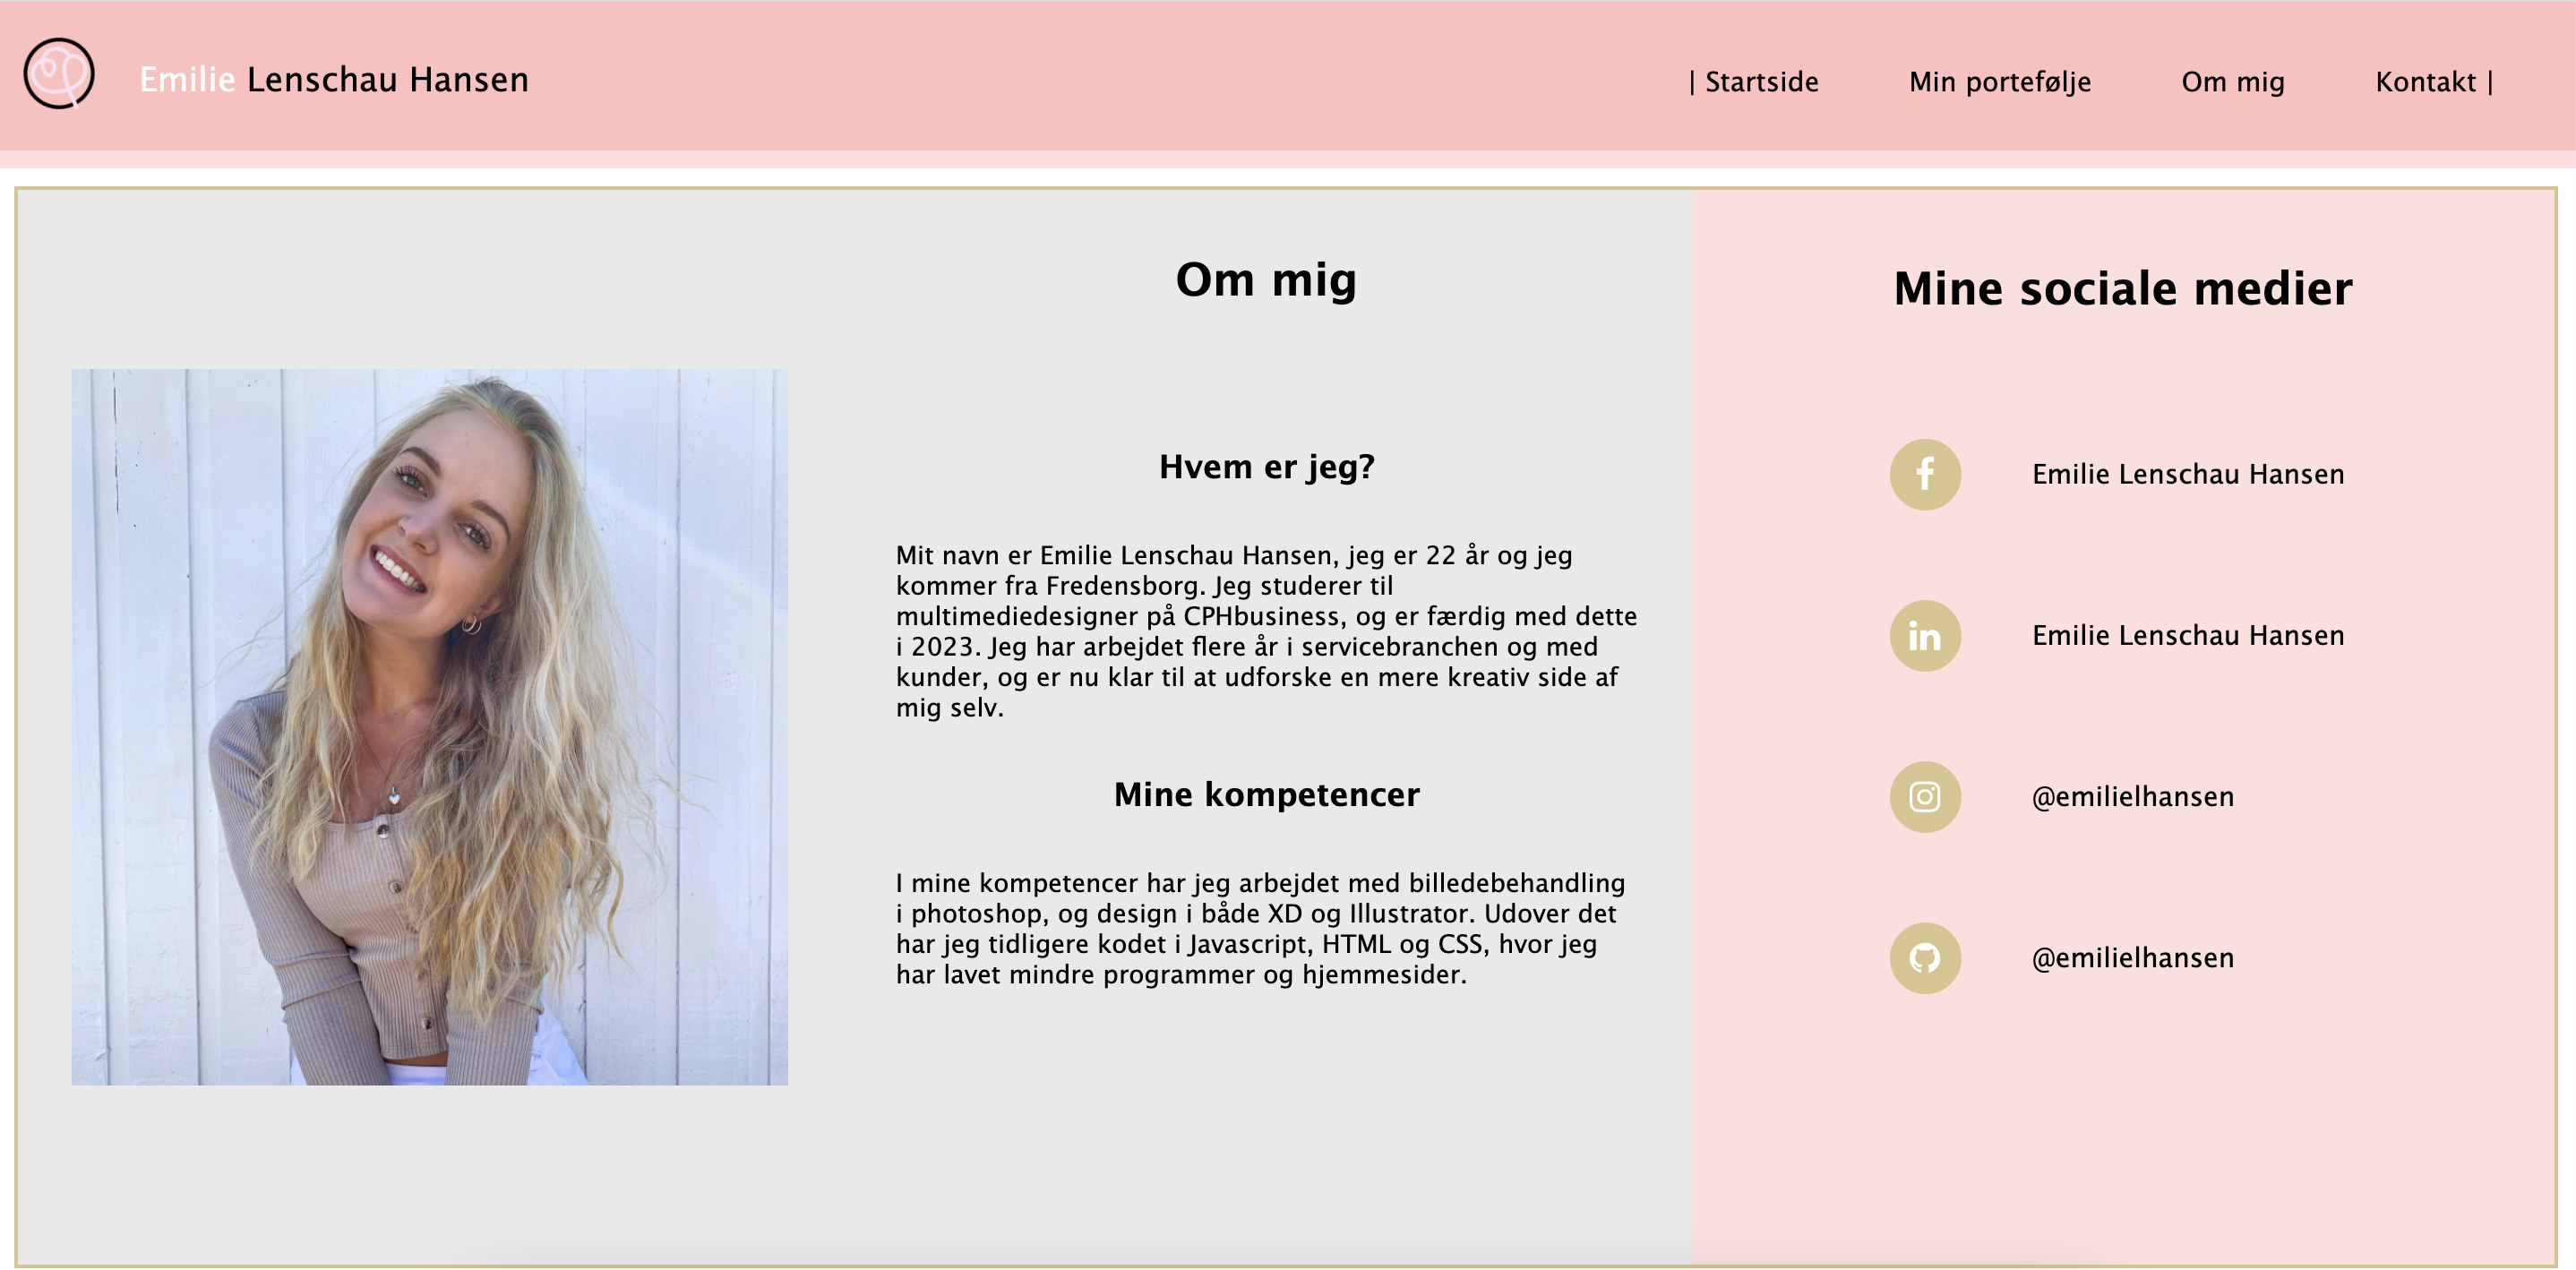 Emilie Lenschau Hansen
| Startside Min portefølje Om mig Kontakt |
Om mig
Hvem er jeg?
Mit navn er Emilie Lenschau Hansen, jeg er 22 år og jeg
kommer fra Fredensborg. Jeg studerer til
multimediedesigner på CPHbusiness, og er færdig med dette
i 2023. Jeg har arbejdet flere år i servicebranchen og med
kunder, og er nu klar til at udforske en mere kreativ side af
mig selv.
Mine kompetencer
I mine kompetencer har jeg arbejdet med billedebehandling
i photoshop, og design i både XD og Illustrator. Udover det
har jeg tidligere kodet i Javascript, HTML og CSS, hvor jeg
har lavet mindre programmer og hjemmesider.
Mine sociale medier
Emilie Lenschau Hansen
Emilie Lenschau Hansen
@emilielhansen
@emilielhansen